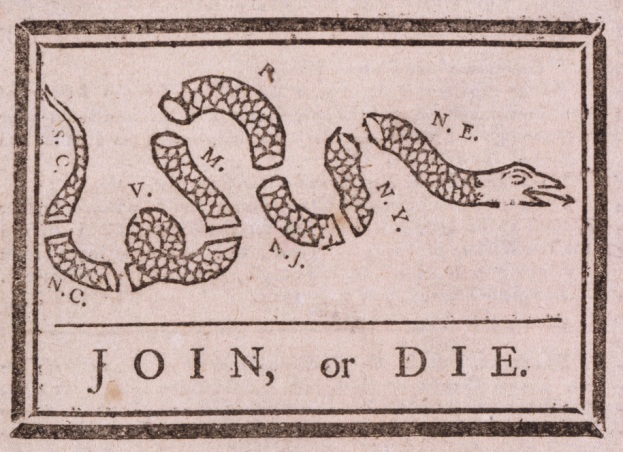 S. C.
N. C.
V.
M.
P
N. J.
N. Y.
N. E.
JOIN, or DIE.